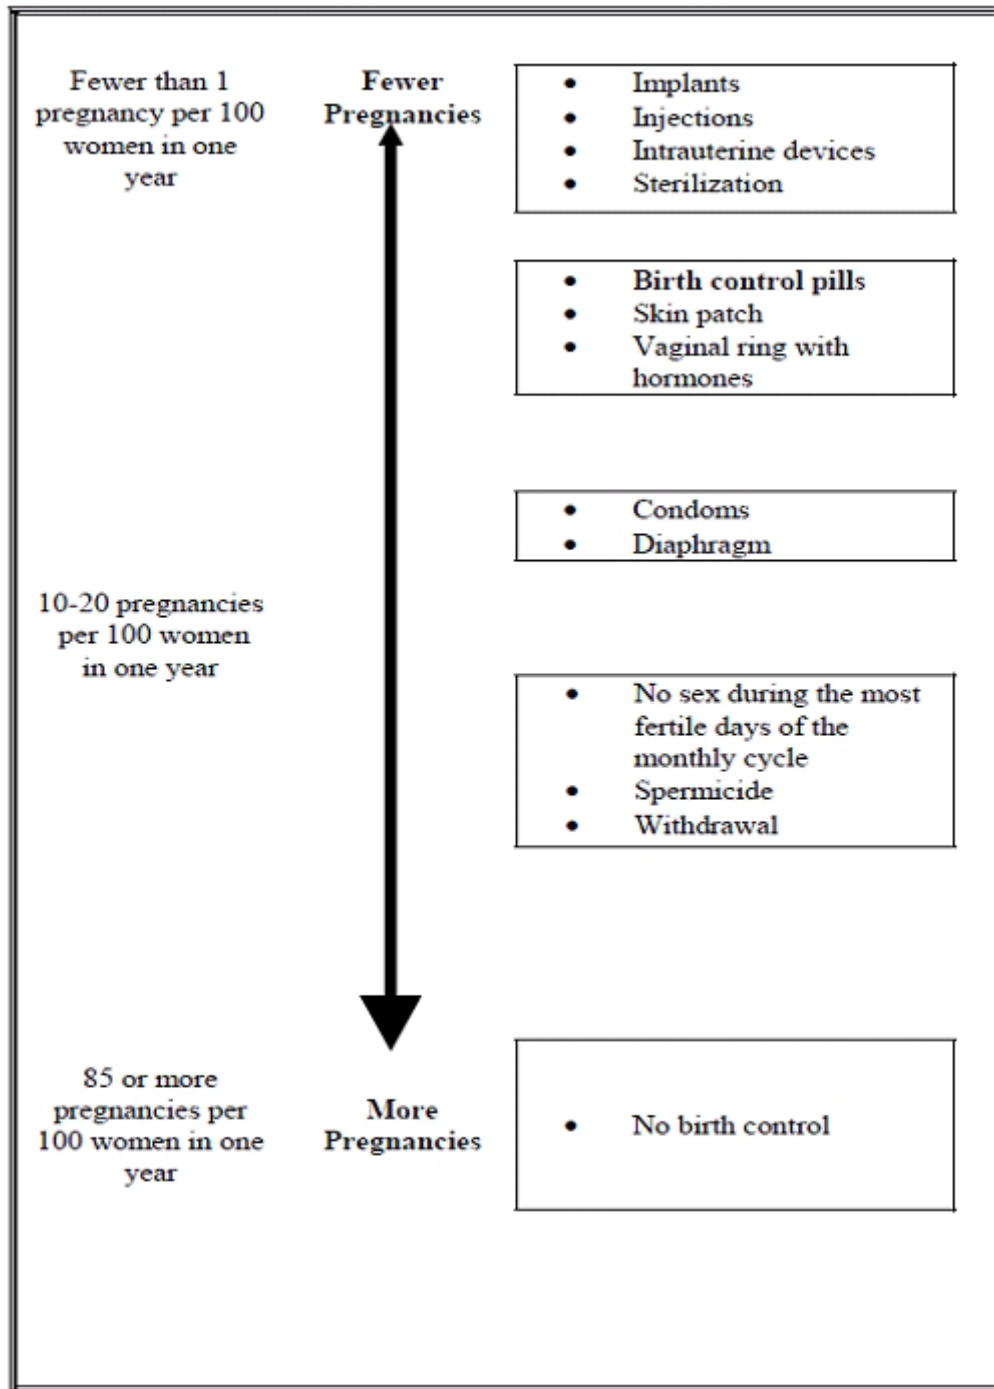 Fewer than 1
pregnancy per 100
women in one
year
Fewer
Pregnancies
• Implants
• Injections
• Intrauterine devices
• Sterilization
• Birth control pills
• Skin patch
• Vaginal ring with
hormones
• Condoms
• Diaphragm
10-20 pregnancies
per 100 women
in one year
• No sex during the most
fertile days of the
monthly cycle
• Spermicide
• Withdrawal
85 or more
pregnancies per
100 women in one
year
More
Pregnancies
• No birth control